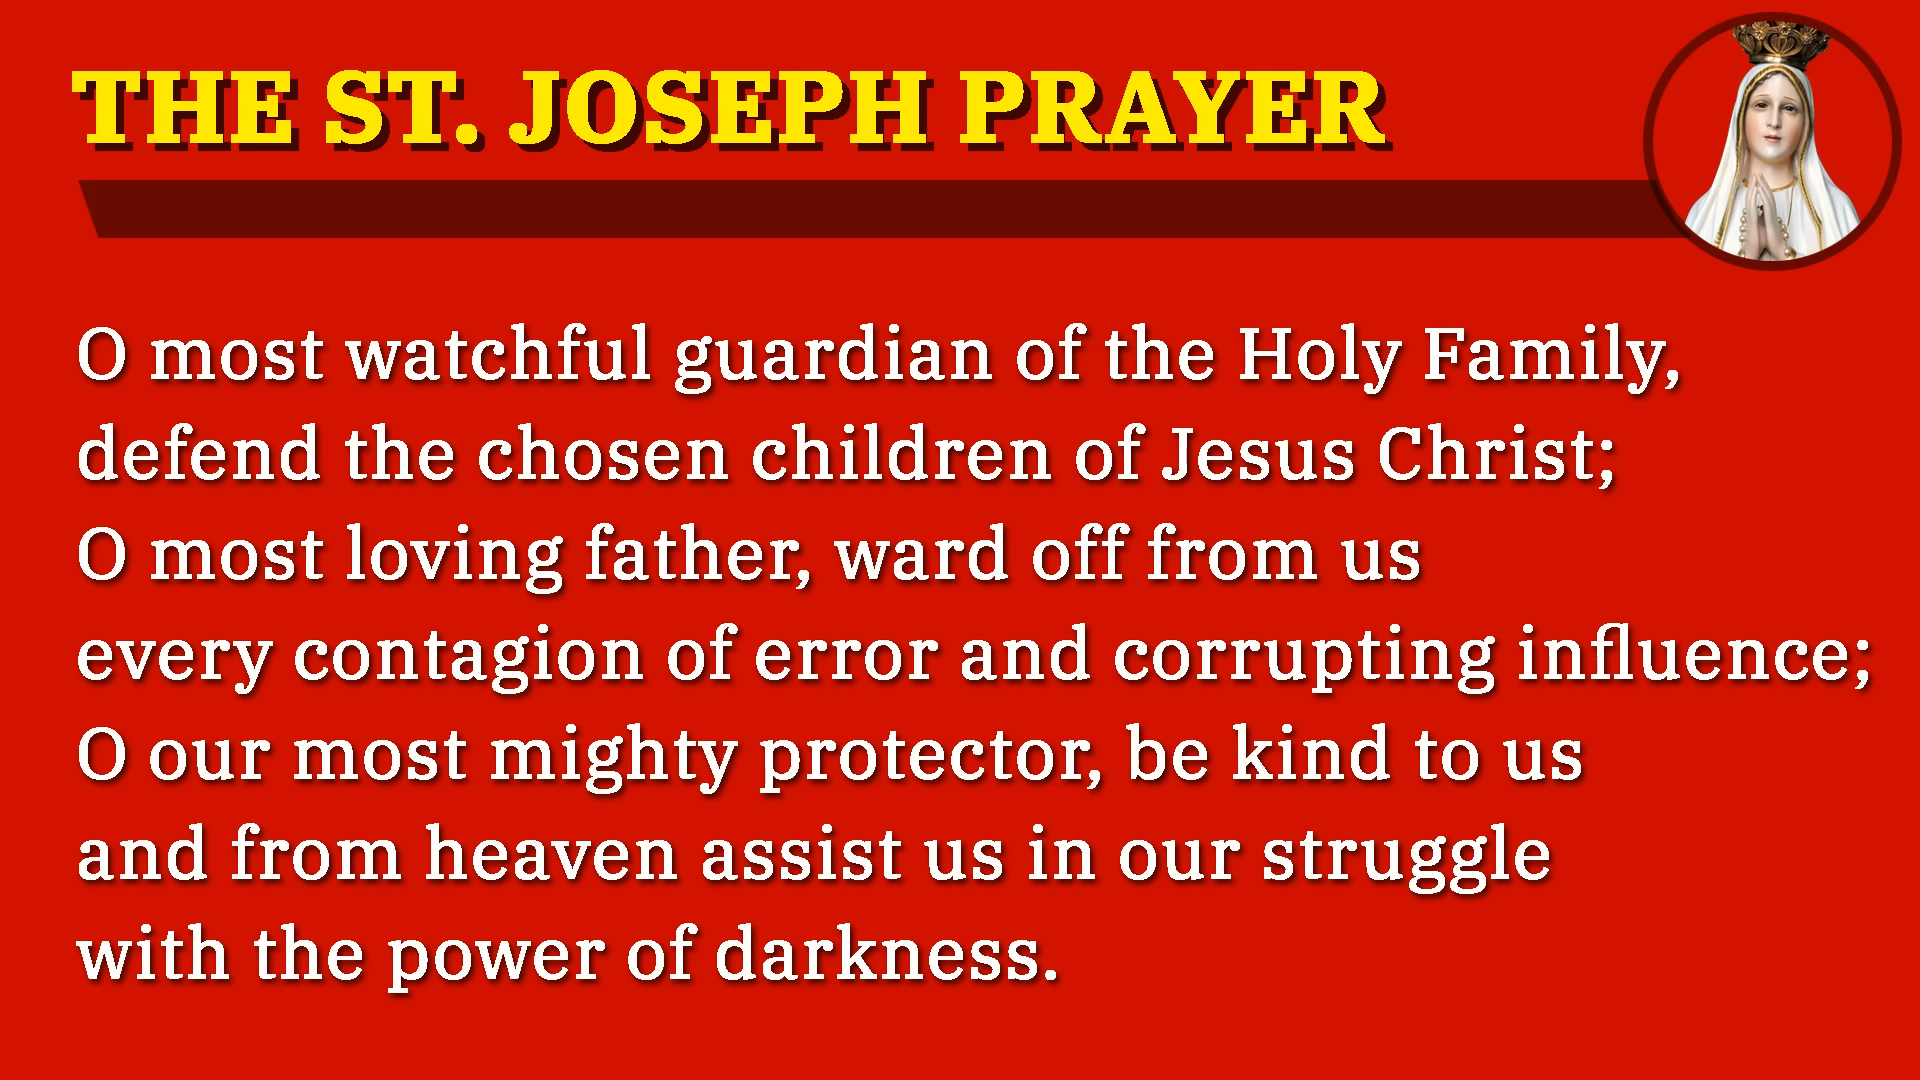 THE ST. JOSEPH PRAYER
O most watchful guardian of the Holy Family,
defend the chosen children of Jesus Christ;
O most loving father, ward off from us
every contagion of error and corrupting influence;
O our most mighty protector, be kind to us
and from heaven assist us in our struggle
with the power of darkness.